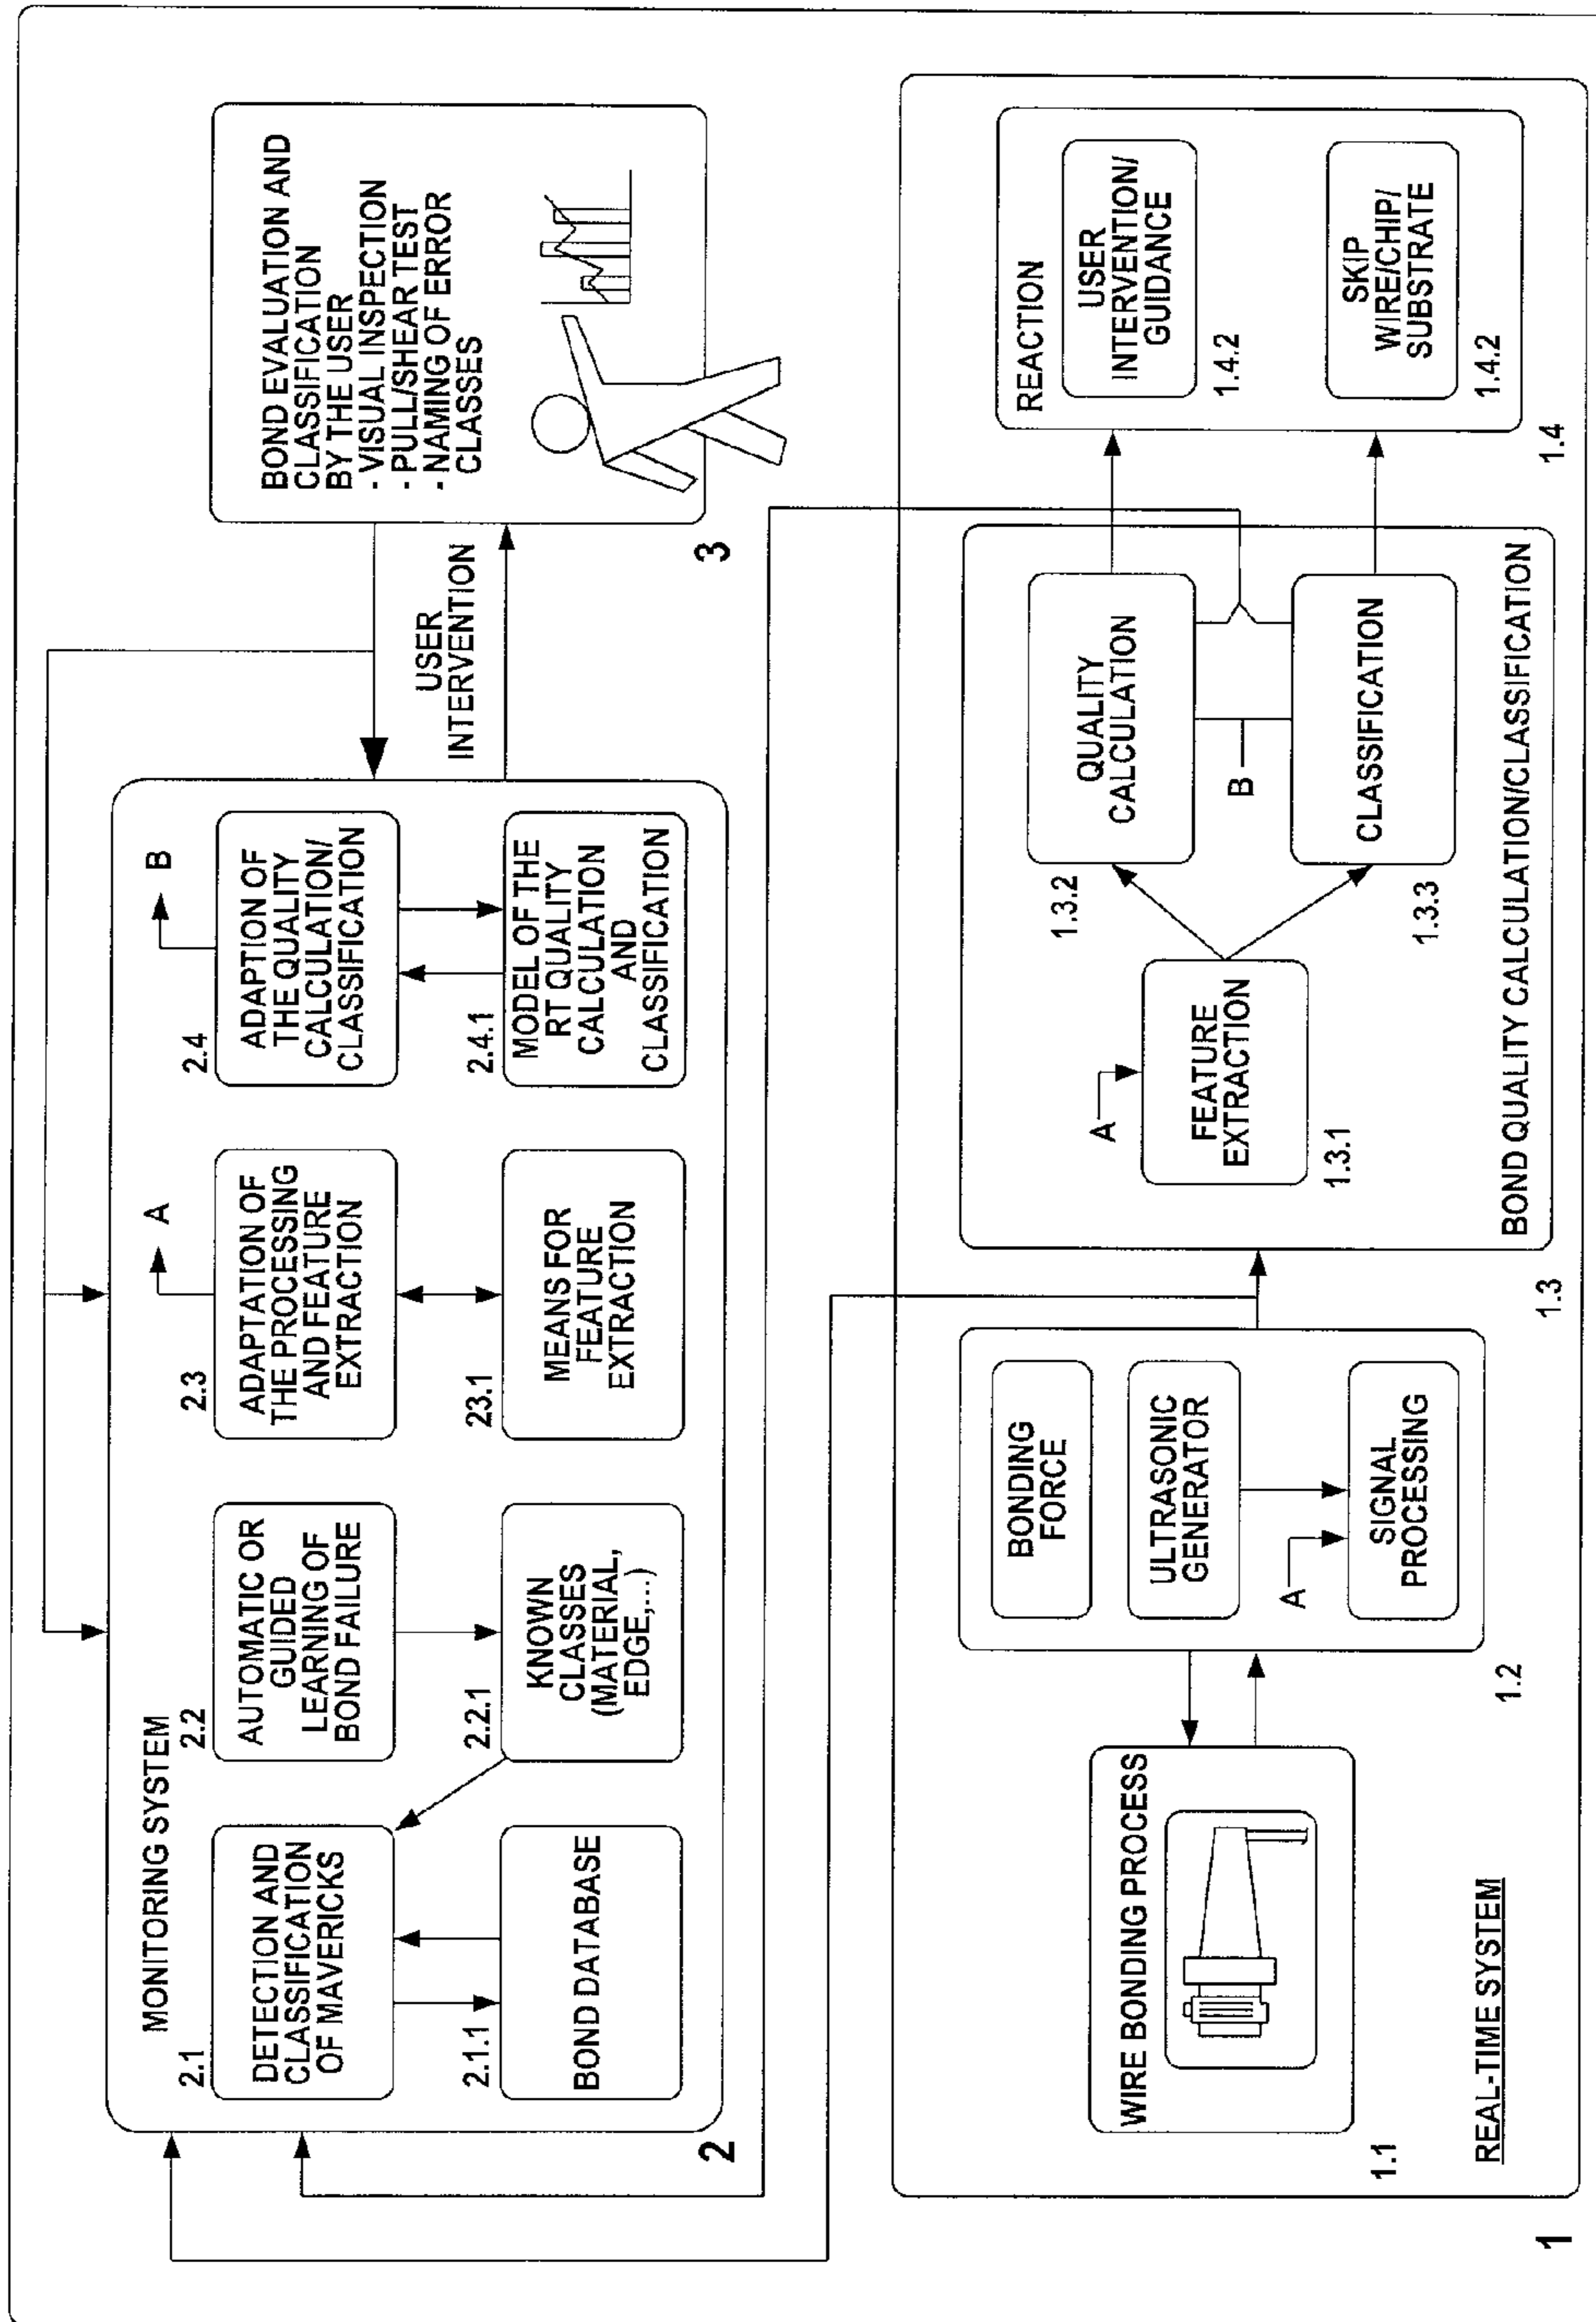 MONITORING SYSTEM
2.1
DETECTION AND
CLASSIFICATION
OF MAVERICKS
2.1.1
BOND DATABASE
2.2
AUTOMATIC OR
GUIDED
LEARNING OF
BOND FAILURE
2.2.1
KNOWN
CLASSES
(MATERIAL,
EDGE,...)
2.3
A
ADAPTATION OF
THE PROCESSING
AND FEATURE
EXTRACTION
23.1
MEANS FOR
FEATURE
EXTRACTION
2.4
B
ADAPTION OF
THE QUALITY
CALCULATION/
CLASSIFICATION
2.4.1
MODEL OF THE
RT QUALITY
CALCULATION
AND
CLASSIFICATION
2
USER
INTERVENTION
BOND EVALUATION AND
CLASSIFICATION
BY THE USER
· VISUAL INSPECTION
· PULL/SHEAR TEST
· NAMING OF ERROR
CLASSES
3
WIRE BONDING PROCESS
1.1
REAL-TIME SYSTEM
BONDING
FORCE
ULTRASONIC
GENERATOR
A
SIGNAL
PROCESSING
1.2
A
FEATURE
EXTRACTION
1.3.1
1.3.2
QUALITY
CALCULATION
B
1.3.3
CLASSIFICATION
BOND QUALITY CALCULATION/CLASSIFICATION
1.3
REACTION
USER
INTERVENTION/
GUIDANCE
1.4.2
SKIP
WIRE/CHIP/
SUBSTRATE
1.4.2
1.4
1